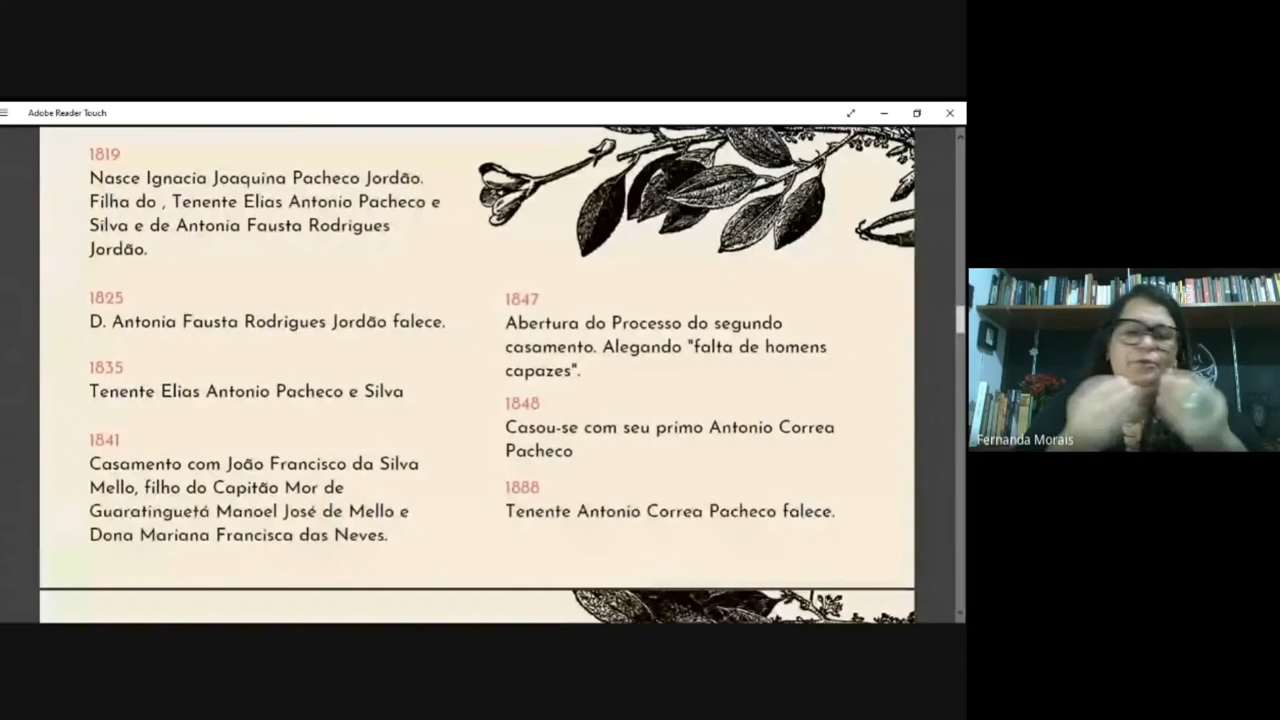 Adobe Reader Touch
1819
Nasce Ignacia Joaquina Pacheco Jordão.
Filha do , Tenente Elias Antonio Pacheco e
Silva e de Antonia Fausta Rodrigues
Jordão.
1825
D. Antonia Fausta Rodrigues Jordão falece.
1835
Tenente Elias Antonio Pacheco e Silva
1841
Casamento com João Francisco da Silva
Mello, filho do Capitão Mor de
Guaratinguetá Manoel José de Mello e
Dona Mariana Francisca das Neves.
1847
Abertura do Processo do segundo
casamento. Alegando "falta de homens
capazes".
1848
Casou-se com seu primo Antonio Correa
Pacheco
1888
Tenente Antonio Correa Pacheco falece.
Fernanda Morais